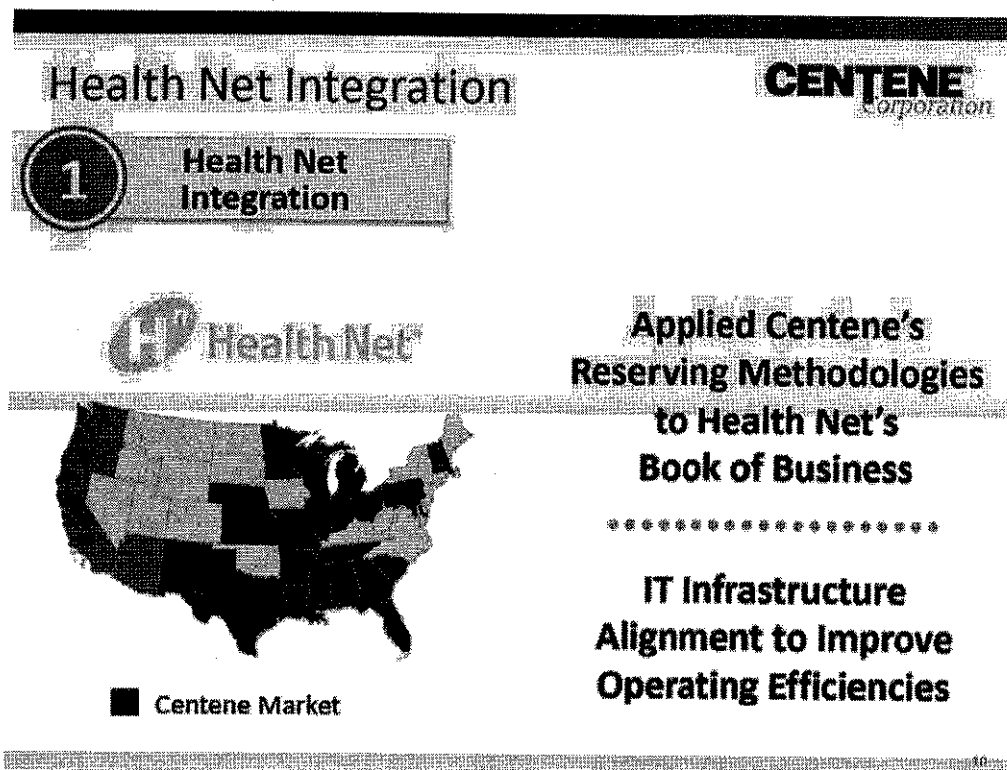 Health Net Integration
CENTENE
Corporation
1
Health Net
Integration
Health Net
Applied Centene's
Reserving Methodologies
to Health Net's
Book of Business
IT Infrastructure
Alignment to Improve
Operating Efficiencies
Centene Market
10